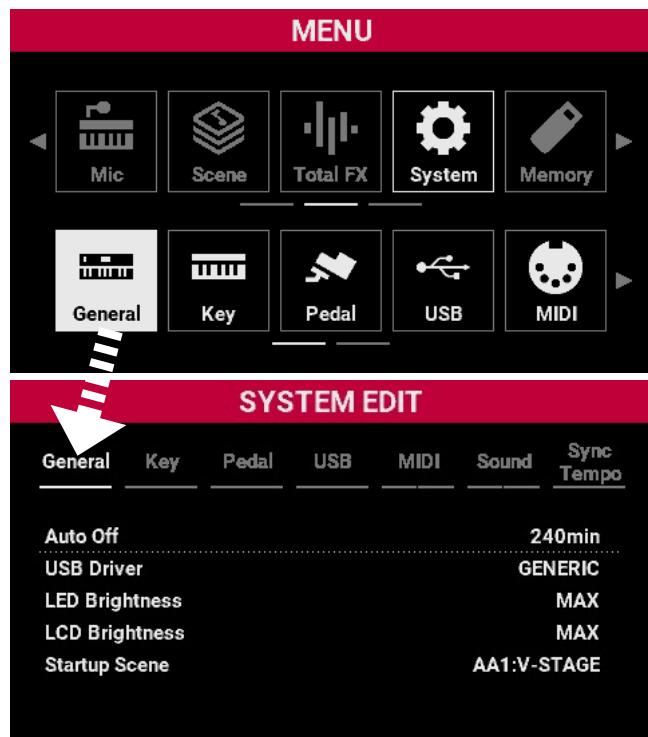 MENU
Mic Scene Total FX System Memory
General Key Pedal USB MIDI
SYSTEM EDIT
General Key Pedal USB MIDI Sound Sync Tempo
Auto Off 240min
USB Driver GENERIC
LED Brightness MAX
LCD Brightness MAX
Startup Scene AA1:V-STAGE